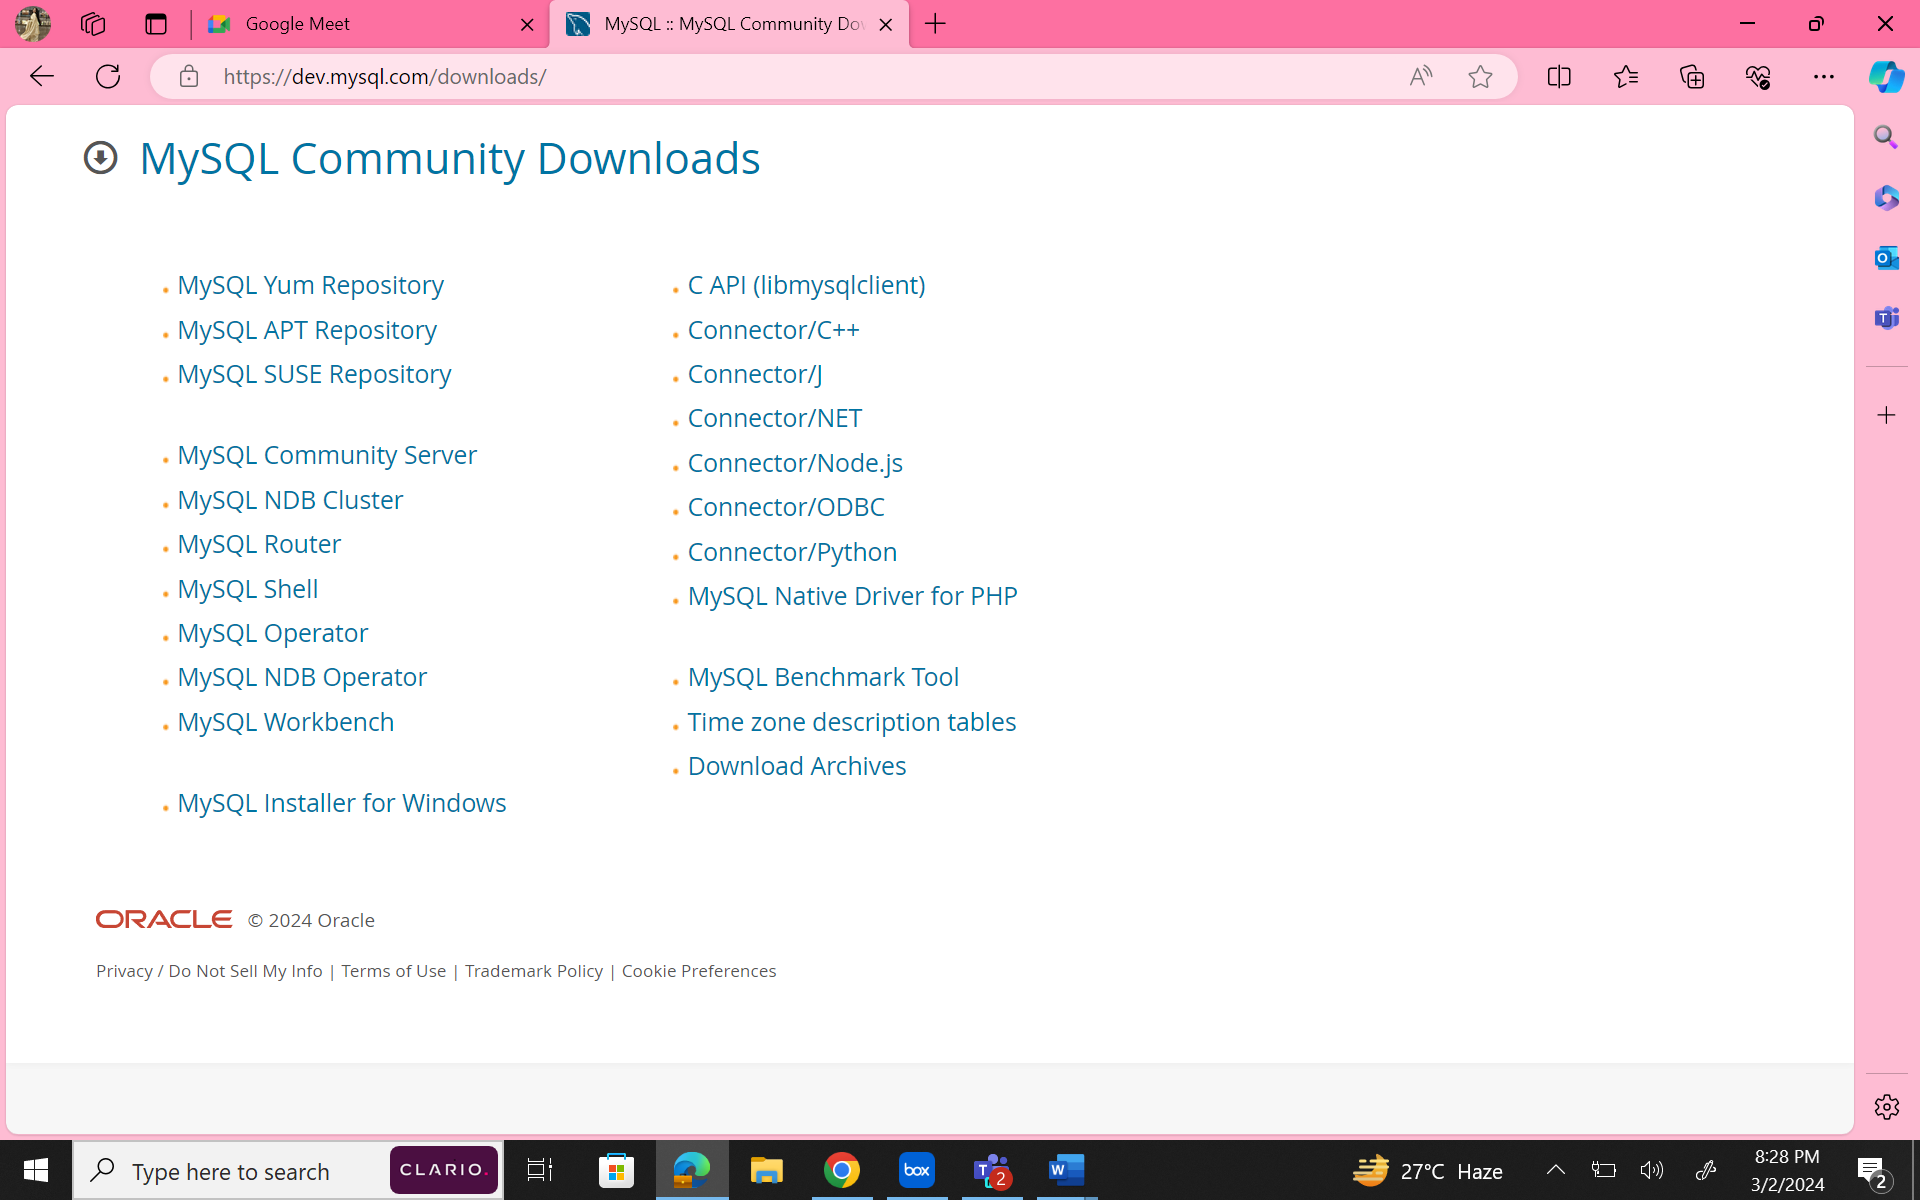 Google Meet
MySQL :: MySQL Community Dov
https://dev.mysql.com/downloads/
MySQL Community Downloads
MySQL Yum Repository
MySQL APT Repository
MySQL SUSE Repository
MySQL Community Server
MySQL NDB Cluster
MySQL Router
MySQL Shell
MySQL Operator
MySQL NDB Operator
MySQL Workbench
MySQL Installer for Windows
C API (libmysqlclient)
Connector/C++
Connector/J
Connector/NET
Connector/Node.js
Connector/ODBC
Connector/Python
MySQL Native Driver for PHP
MySQL Benchmark Tool
Time zone description tables
Download Archives
ORACLE © 2024 Oracle
Privacy / Do Not Sell My Info | Terms of Use | Trademark Policy | Cookie Preferences
Type here to search
CLARIO.
box
T 2
W
27°C Haze
8:28 PM
3/2/2024
2